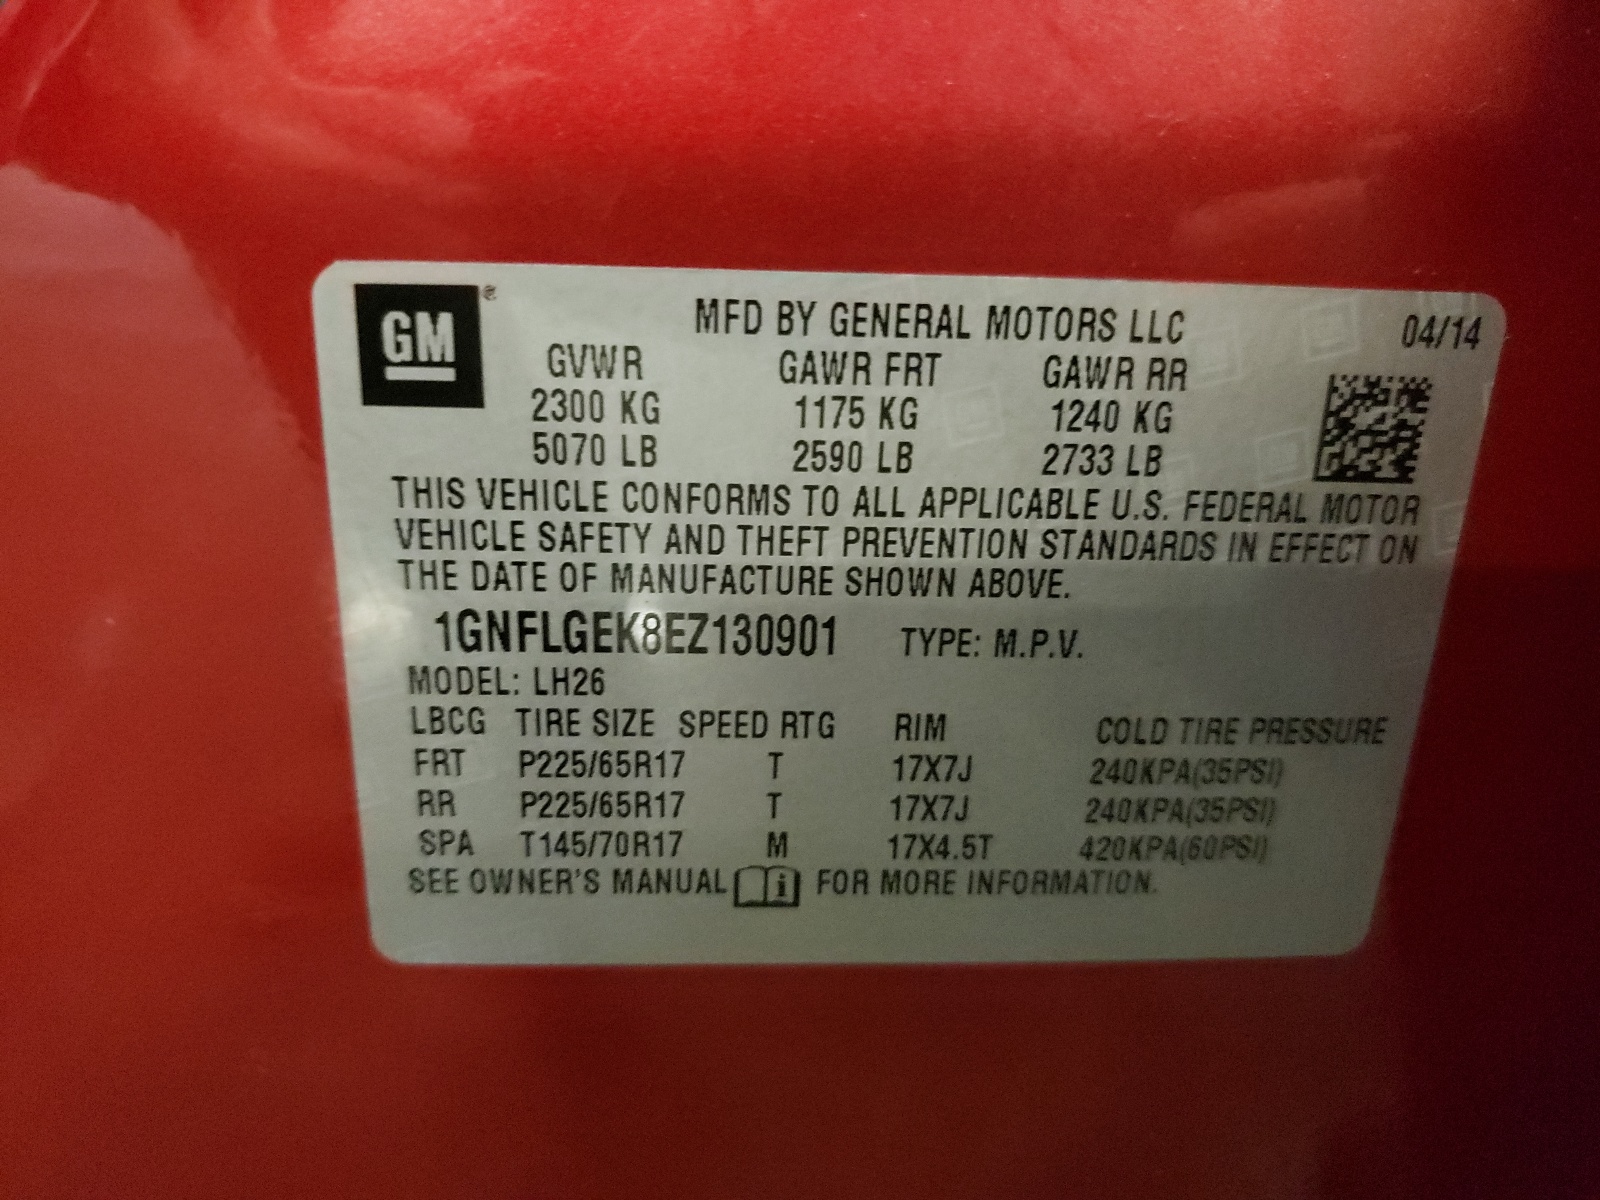 GM ®
MFD BY GENERAL MOTORS LLC 04/14
GVWR GAWR FRT GAWR RR
2300 KG 1175 KG 1240 KG
5070 LB 2590 LB 2733 LB
THIS VEHICLE CONFORMS TO ALL APPLICABLE U.S. FEDERAL MOTOR
VEHICLE SAFETY AND THEFT PREVENTION STANDARDS IN EFFECT ON
THE DATE OF MANUFACTURE SHOWN ABOVE.
1GNFLGEK8EZ130901 TYPE: M.P.V.
MODEL: LH26
LBCG TIRE SIZE SPEED RTG RIM COLD TIRE PRESSURE
FRT P225/65R17 T 17X7J 240KPA(35PSI)
RR P225/65R17 T 17X7J 240KPA(35PSI)
SPA T145/70R17 M 17X4.5T 420KPA(60PSI)
SEE OWNER'S MANUAL i FOR MORE INFORMATION.